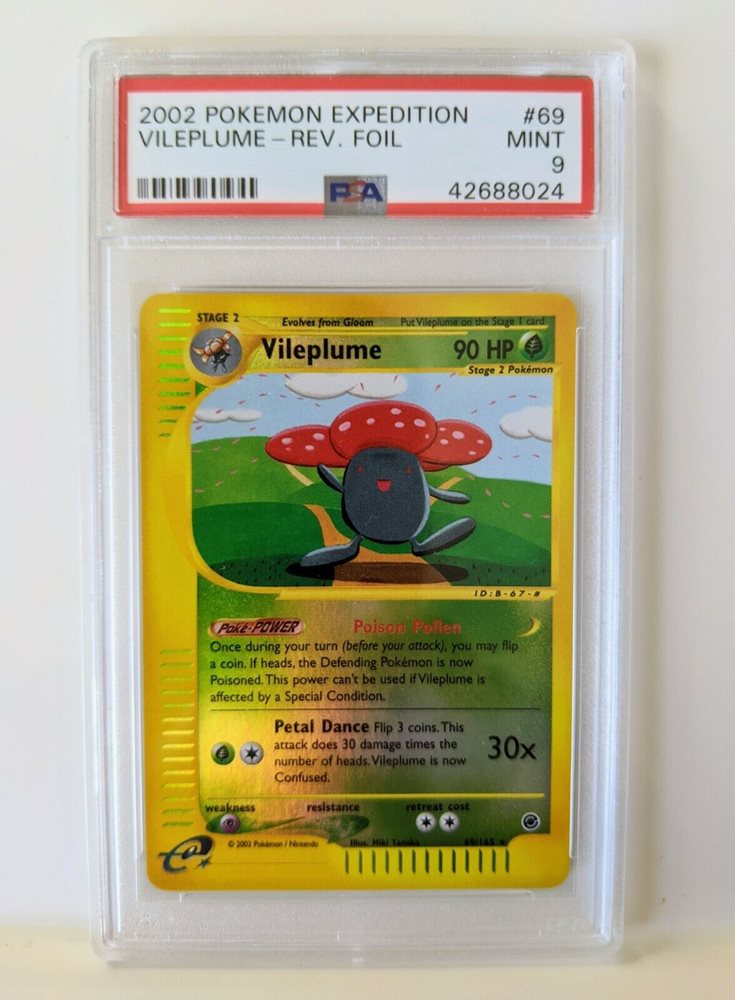 2002 POKEMON EXPEDITION #69
VILEPLUME – REV. FOIL MINT
9
PSA 42688024
STAGE 2 Evolves from Gloom Put Vileplume on the Stage 1 card
Vileplume 90 HP
Stage 2 Pokémon
ID:B-67-#
Poké-POWER Poison Pollen
Once during your turn (before your attack), you may flip
a coin. If heads, the Defending Pokémon is now
Poisoned. This power can't be used if Vileplume is
affected by a Special Condition.
Petal Dance Flip 3 coins. This
attack does 30 damage times the
number of heads. Vileplume is now
Confused.
30x
weakness resistance retreat cost
e
© 2002 Pokémon / Nintendo Illus. Miki Tanaka 69/165 ★